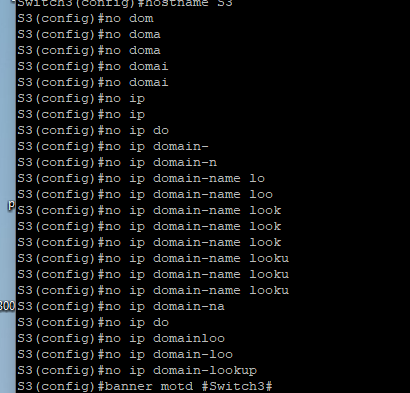 Switch3(config)#hostname S3
S3(config)#no dom
S3(config)#no doma
S3(config)#no doma
S3(config)#no domai
S3(config)#no domai
S3(config)#no ip
S3(config)#no ip
S3(config)#no ip do
S3(config)#no ip domain-
S3(config)#no ip domain-n
S3(config)#no ip domain-name lo
S3(config)#no ip domain-name loo
p
S3(config)#no ip domain-name look
S3(config)#no ip domain-name look
S3(config)#no ip domain-name look
S3(config)#no ip domain-name looku
S3(config)#no ip domain-name looku
S3(config)#no ip domain-name looku
300
S3(config)#no ip domain-na
S3(config)#no ip do
S3(config)#no ip domainloo
S3(config)#no ip domain-loo
S3(config)#no ip domain-lookup
S3(config)#banner motd #Switch3#